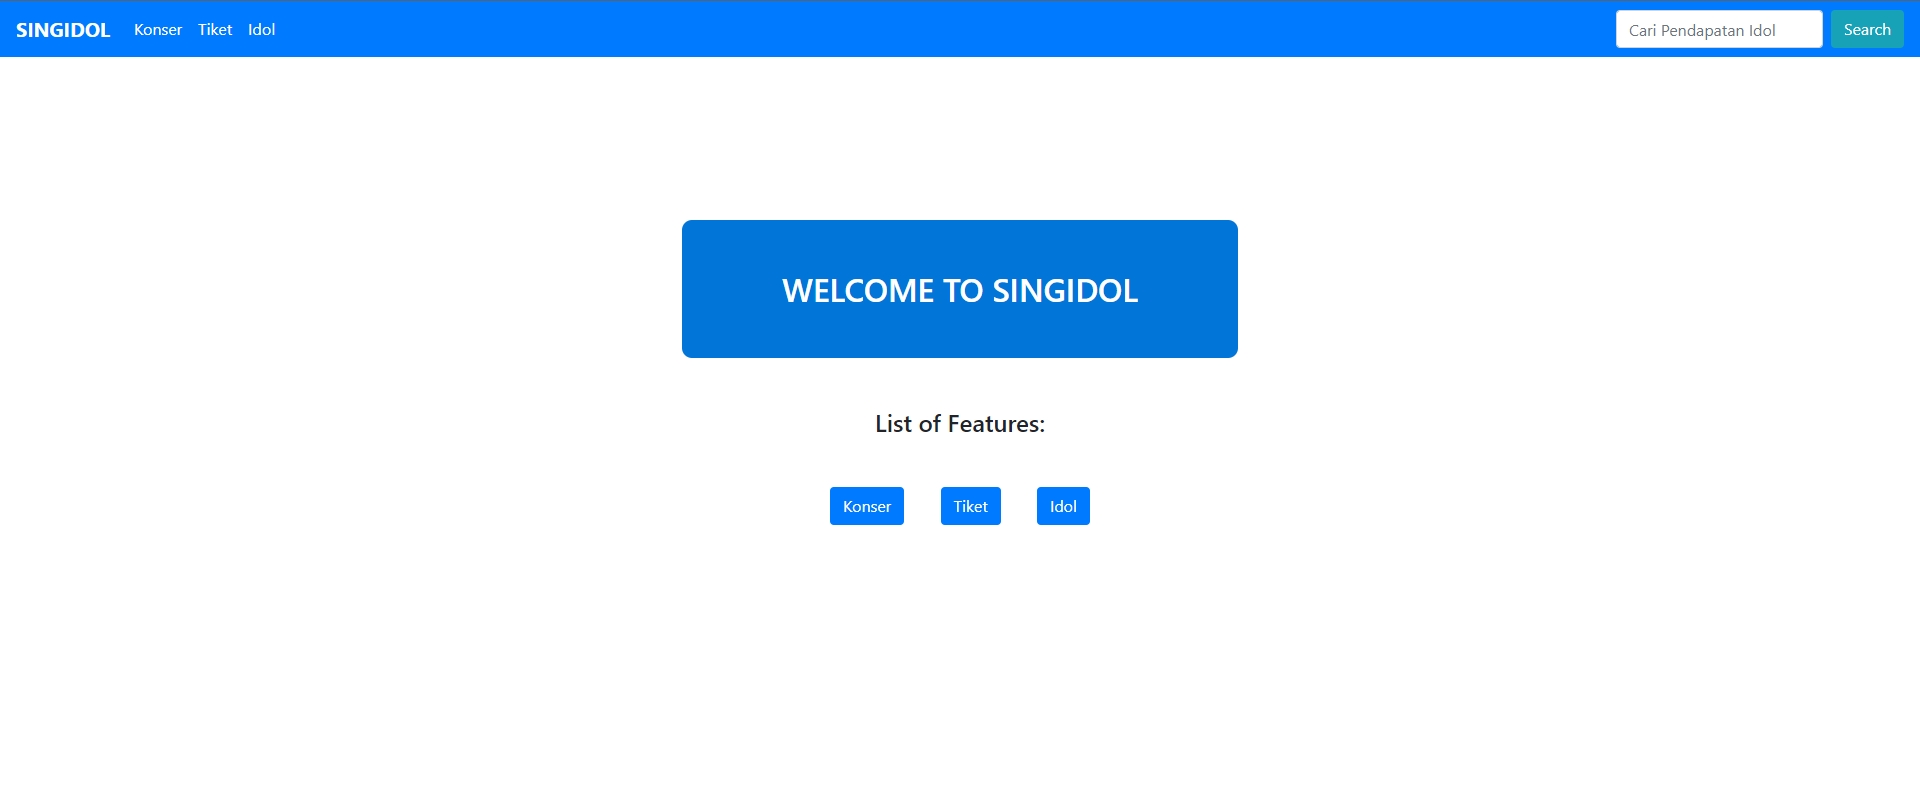 SINGIDOL Konser Tiket Idol Cari Pendapatan Idol Search
WELCOME TO SINGIDOL
List of Features:
Konser Tiket Idol